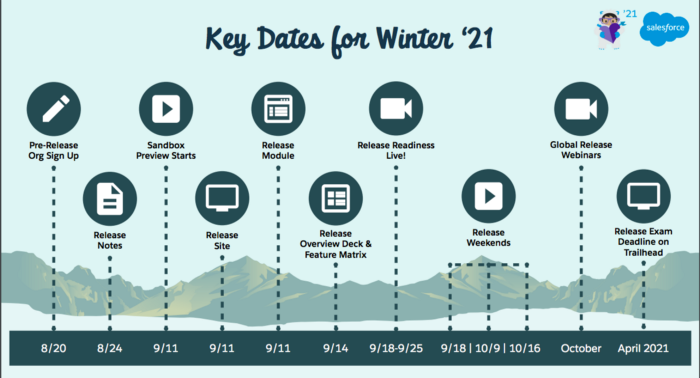 Key Dates for Winter ‘21
'21
salesforce
Pre-Release
Org Sign Up
Sandbox
Preview Starts
Release
Module
Release Readiness
Live!
Global Release
Webinars
Release
Notes
Release
Site
Release
Overview Deck &
Feature Matrix
Release
Weekends
Release Exam
Deadline on
Trailhead
8/20
8/24
9/11
9/11
9/11
9/14
9/18-9/25
9/18 | 10/9 | 10/16
October
April 2021